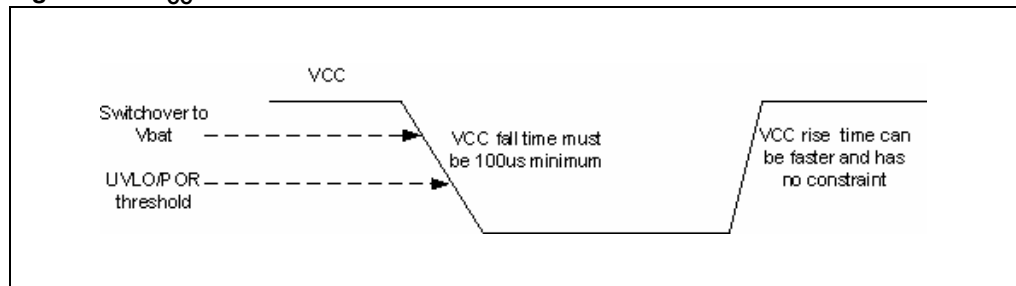 VCC
Switchover to
Vbat
VCC fall time must
be 100us minimum
UVLO/POR
threshold
VCC rise time can
be faster and has
no constraint